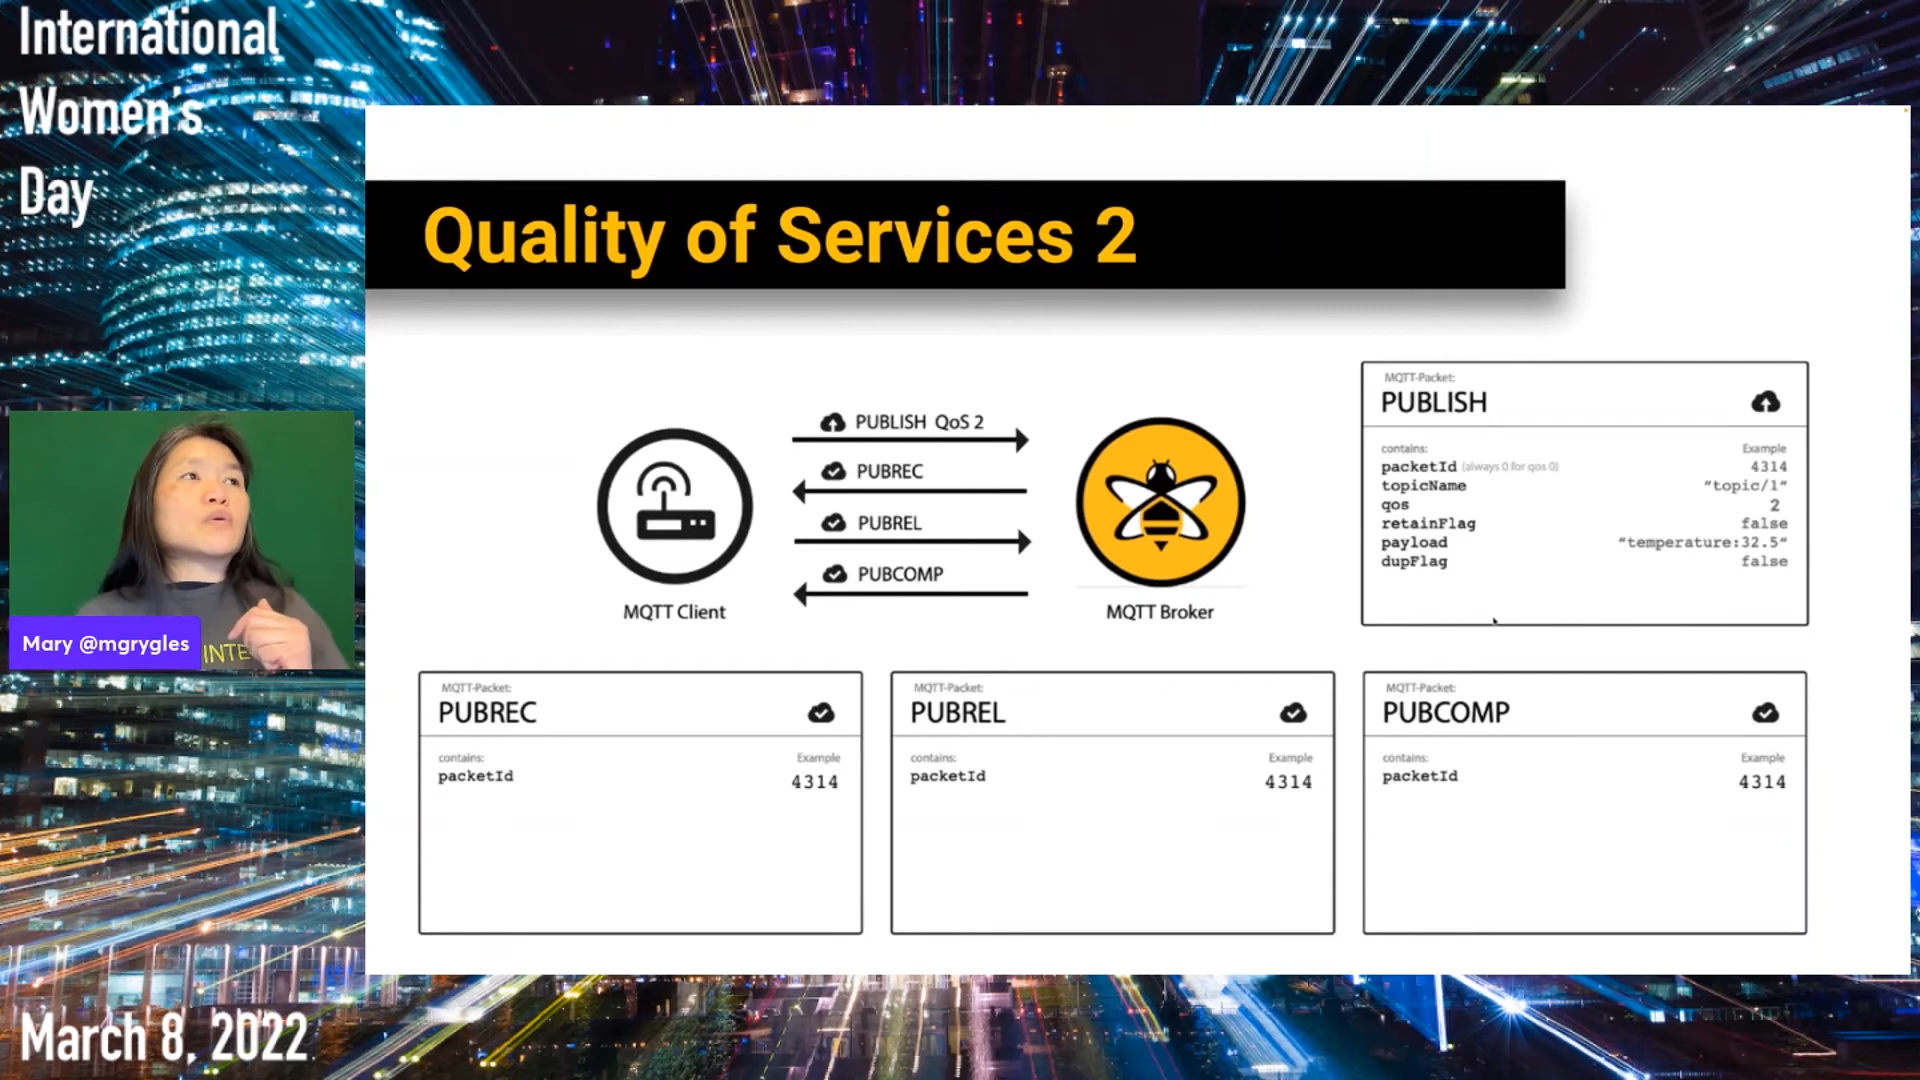 International
Women's
Day
Quality of Services 2
PUBLISH QoS 2
PUBREC
PUBREL
PUBCOMP
MQTT Client
MQTT Broker
MQTT-Packet:
PUBLISH
contains:
Example
packetId (always 0 for qos 0)
4314
topicName
"topic/1"
qos
2
retainFlag
false
payload
"temperature:32.5"
dupFlag
false
Mary @mgrygles
INTE
MQTT-Packet:
PUBREC
contains:
Example
packetId
4314
MQTT-Packet:
PUBREL
contains:
Example
packetId
4314
MQTT-Packet:
PUBCOMP
contains:
Example
packetId
4314
March 8, 2022